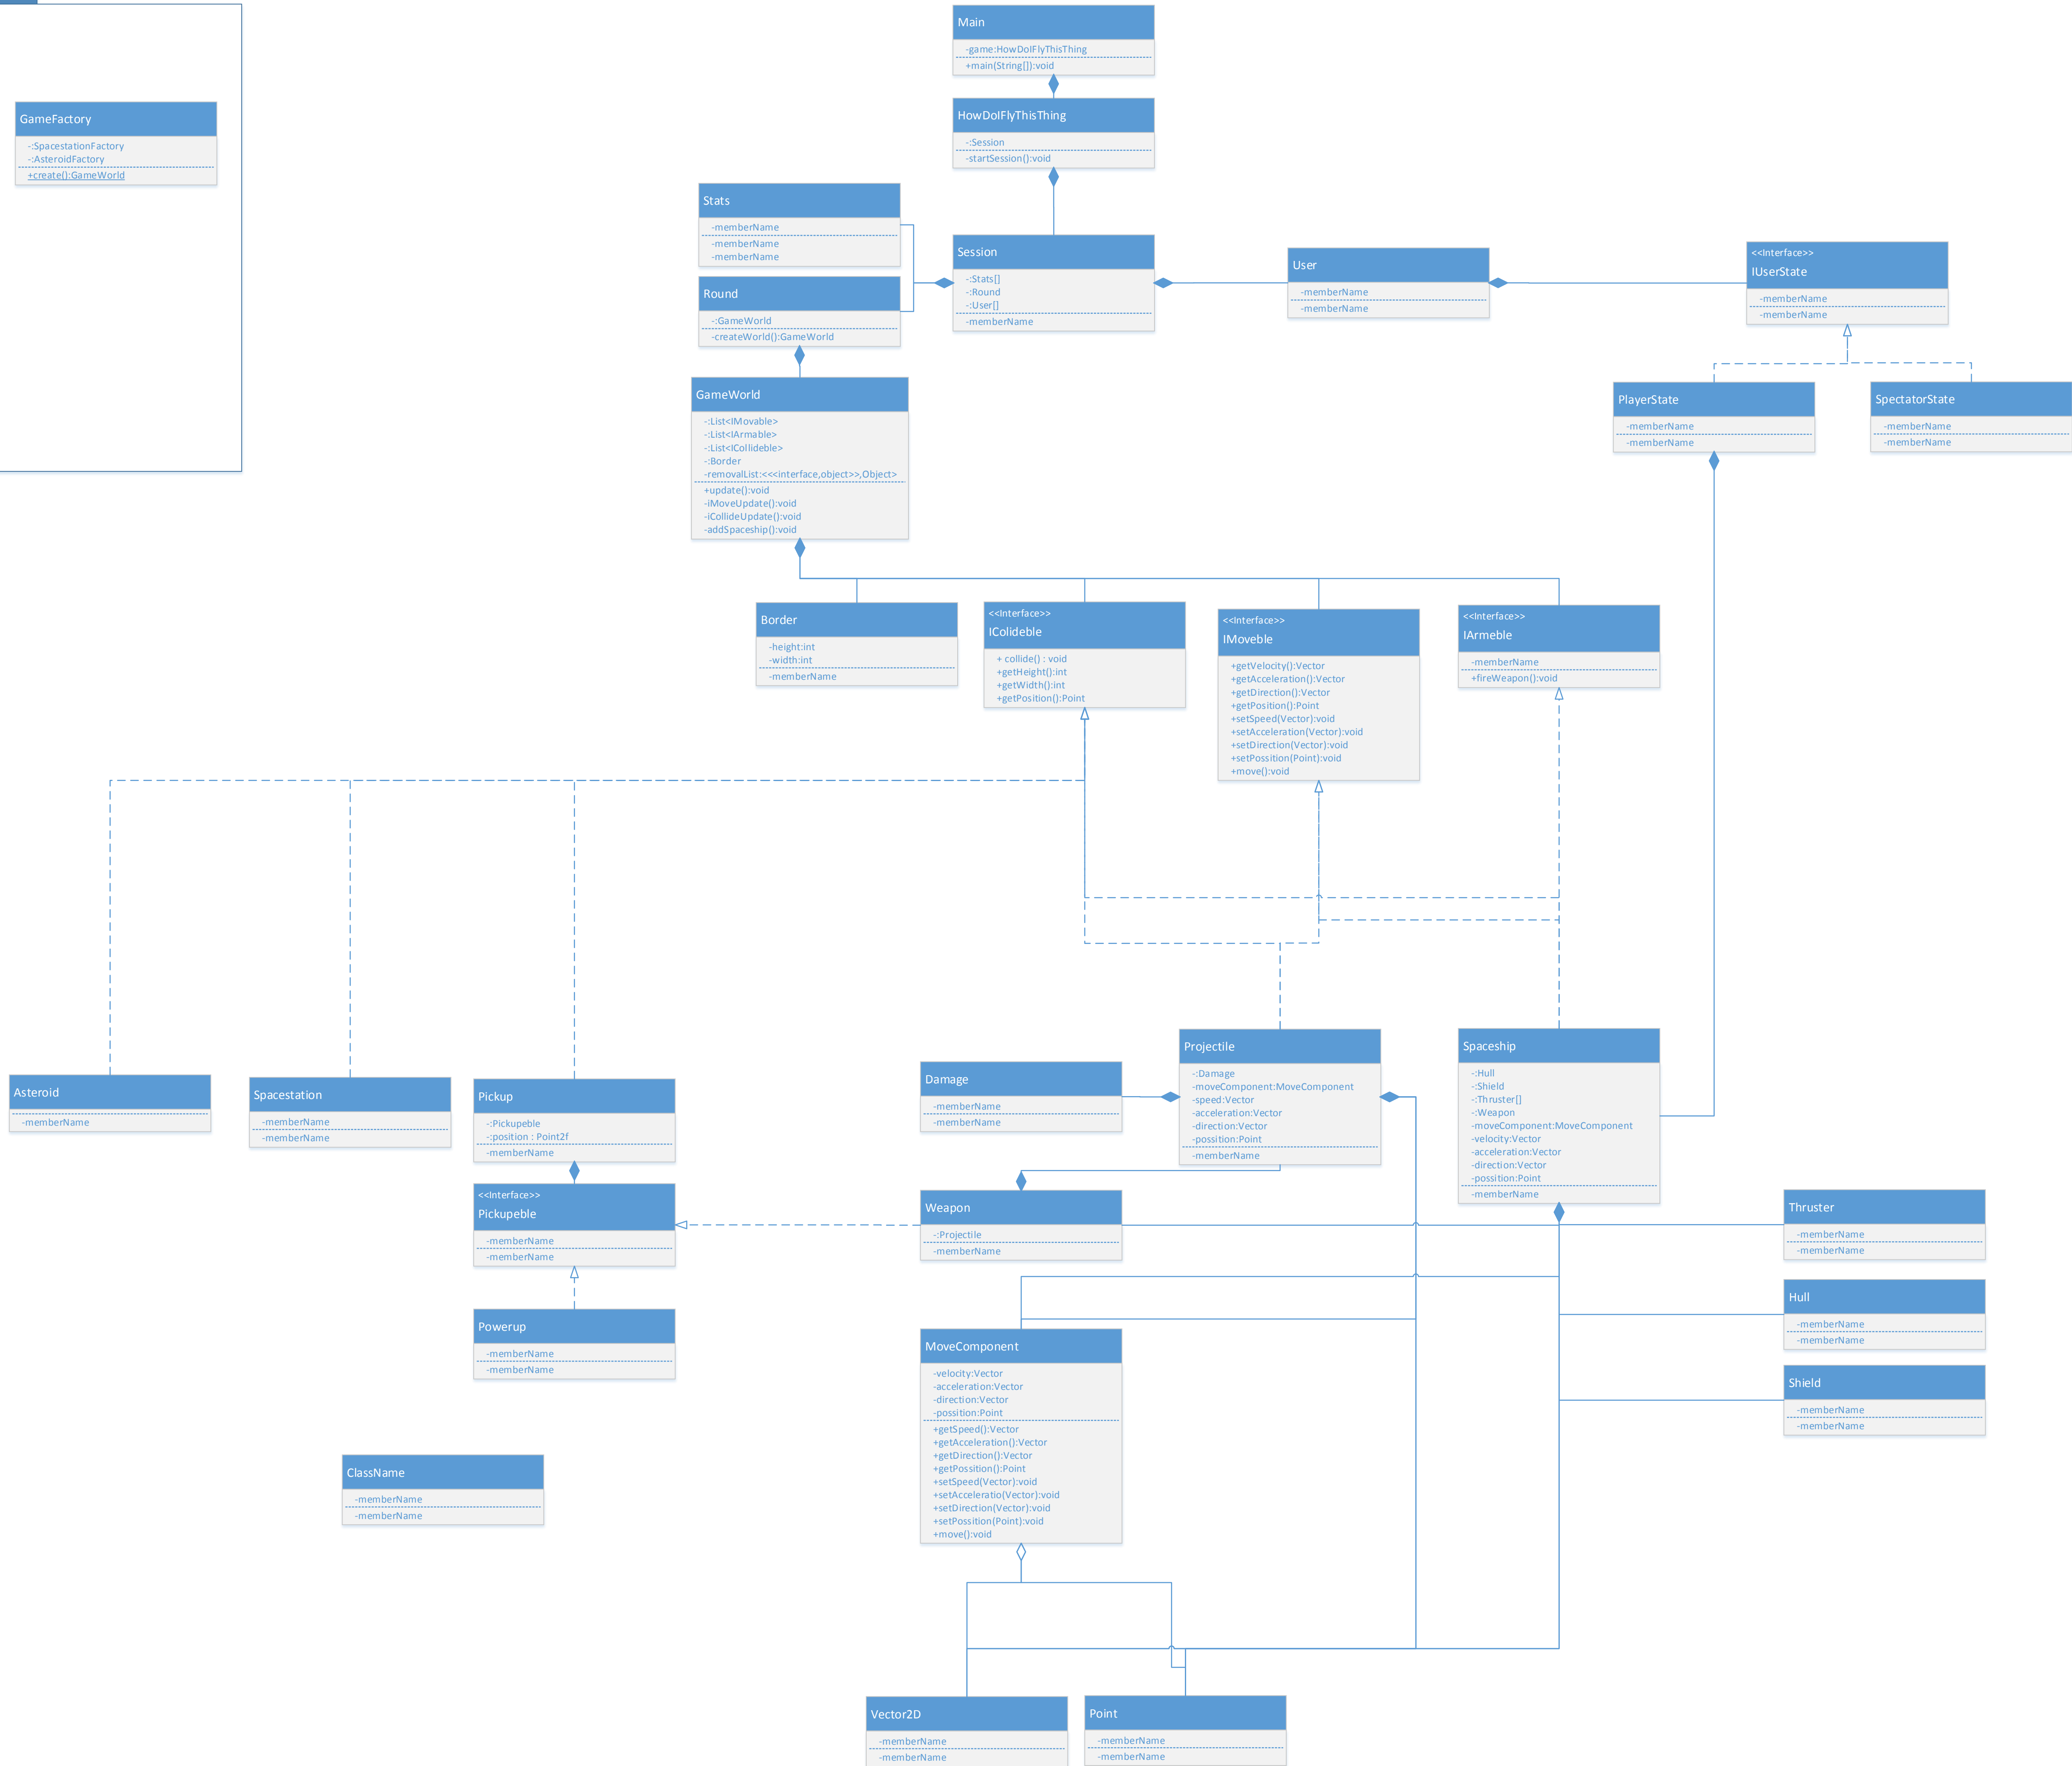 Main
-game:HowDoIFlyThisThing
+main(String[]):void
HowDoIFlyThisThing
-:Session
-startSession():void
GameFactory
-:SpacestationFactory
-:AsteroidFactory
+create():GameWorld
Stats
-memberName
-memberName
-memberName
Round
-:GameWorld
-createWorld():GameWorld
Session
-:Stats[]
-:Round
-:User[]
-memberName
User
-memberName
-memberName
<<Interface>>
IUserState
-memberName
-memberName
PlayerState
-memberName
-memberName
SpectatorState
-memberName
-memberName
GameWorld
-:List<IMovable>
-:List<IArmable>
-:List<ICollideble>
-:Border
-removalList:<<<interface,object>>,Object>
+update():void
-iMoveUpdate():void
-iCollideUpdate():void
-addSpaceship():void
Border
-height:int
-width:int
-memberName
<<Interface>>
IColideble
+ collide() : void
+getHeight():int
+getWidth():int
+getPosition():Point
<<Interface>>
IMoveble
+getVelocity():Vector
+getAcceleration():Vector
+getDirection():Vector
+getPosition():Point
+setSpeed(Vector):void
+setAcceleration(Vector):void
+setDirection(Vector):void
+setPossition(Point):void
+move():void
<<Interface>>
IArmeble
-memberName
+fireWeapon():void
Asteroid
-memberName
Spacestation
-memberName
-memberName
Pickup
-:Pickupeble
-:position : Point2f
-memberName
Damage
-memberName
-memberName
Projectile
-:Damage
-moveComponent:MoveComponent
-speed:Vector
-acceleration:Vector
-direction:Vector
-possition:Point
-memberName
Spaceship
-:Hull
-:Shield
-:Thruster[]
-:Weapon
-moveComponent:MoveComponent
-velocity:Vector
-acceleration:Vector
-direction:Vector
-possition:Point
-memberName
<<Interface>>
Pickupeble
-memberName
-memberName
Weapon
-:Projectile
-memberName
Thruster
-memberName
-memberName
Hull
-memberName
-memberName
Shield
-memberName
-memberName
Powerup
-memberName
-memberName
MoveComponent
-velocity:Vector
-acceleration:Vector
-direction:Vector
-possition:Point
+getSpeed():Vector
+getAcceleration():Vector
+getDirection():Vector
+getPossition():Point
+setSpeed(Vector):void
+setAcceleratio(Vector):void
+setDirection(Vector):void
+setPossition(Point):void
+move():void
ClassName
-memberName
-memberName
Vector2D
-memberName
-memberName
Point
-memberName
-memberName